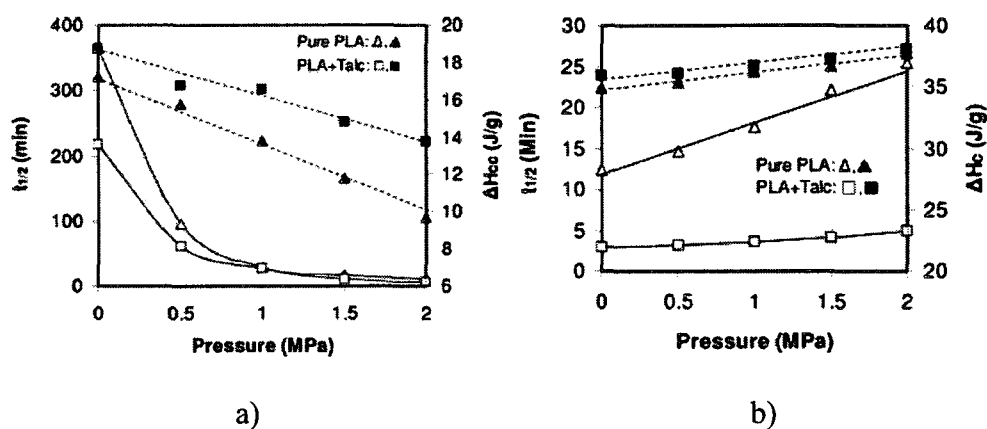 400
350
300
200
100
0
t1/2 (min)
Pure PLA: △, ▲
PLA+Talc: □, ■
20
18
16
14
12
10
8
6
ΔHcc (J/g)
0 0.5 1 1.5 2
Pressure (MPa)
a)
30
25
20
15
10
5
0
t1/2 (Min)
Pure PLA: △, ▲
PLA+Talc: □, ■
40
35
30
25
20
ΔHc (J/g)
0 0.5 1 1.5 2
Pressure (MPa)
b)